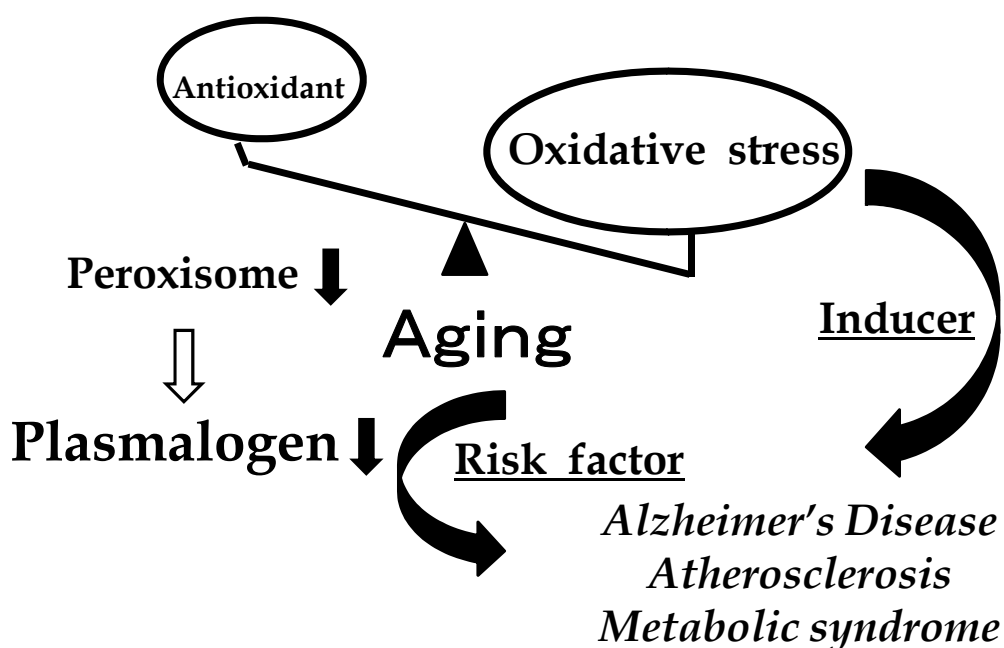 Antioxidant
Oxidative stress
Peroxisome
Inducer
Aging
Plasmalogen
Risk factor
Alzheimer's Disease
Atherosclerosis
Metabolic syndrome